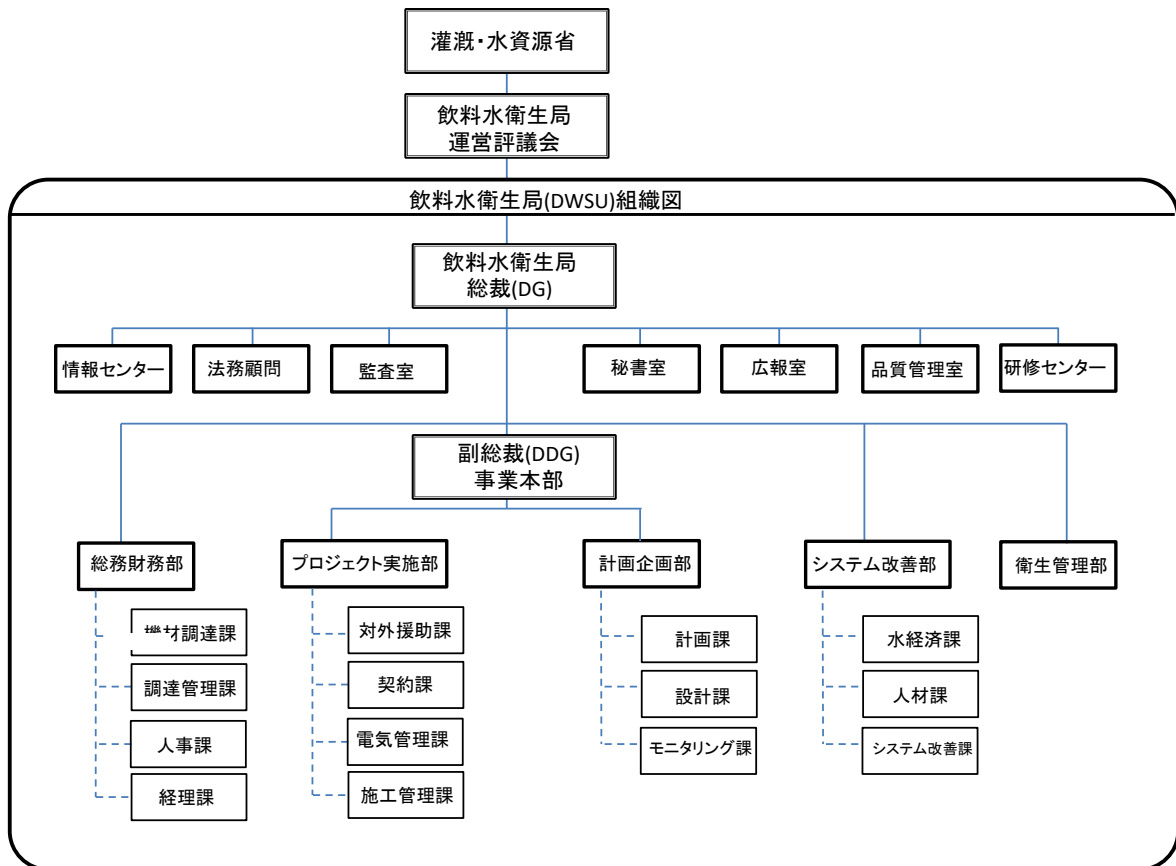 灌漑・水資源省
飲料水衛生局
運営評議会
飲料水衛生局(DWSU)組織図
飲料水衛生局
総裁(DG)
情報センター
法務顧問
監査室
秘書室
広報室
品質管理室
研修センター
副総裁(DDG)
事業本部
総務財務部
プロジェクト実施部
計画企画部
システム改善部
衛生管理部
調達課
調達管理課
人事課
経理課
対外援助課
契約課
電気管理課
施工管理課
計画課
設計課
モニタリング課
水経済課
人材課
システム改善課